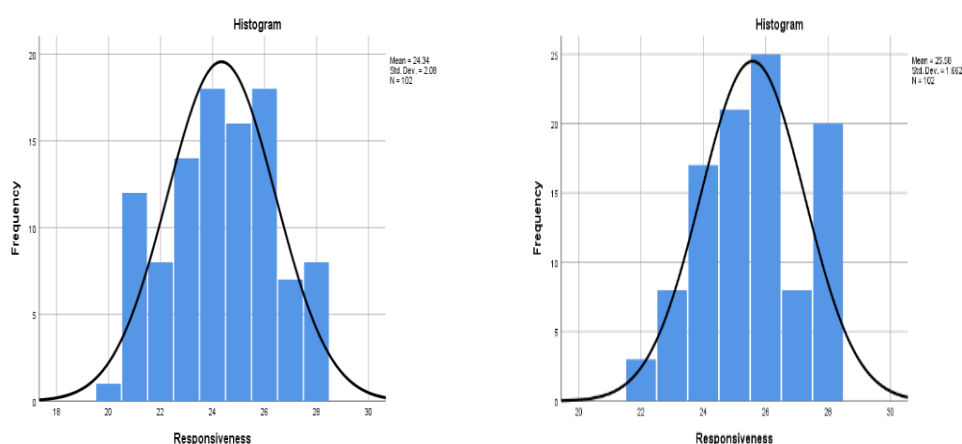 Histogram
Mean = 24.34
Std. Dev. = 2.08
N = 102
20
15
10
5
0
Frequency
18 20 22 24 26 28 30
Responsiveness
Histogram
Mean = 25.58
Std. Dev. = 1.662
N = 102
25
20
15
10
5
0
Frequency
20 22 24 26 28 30
Responsiveness